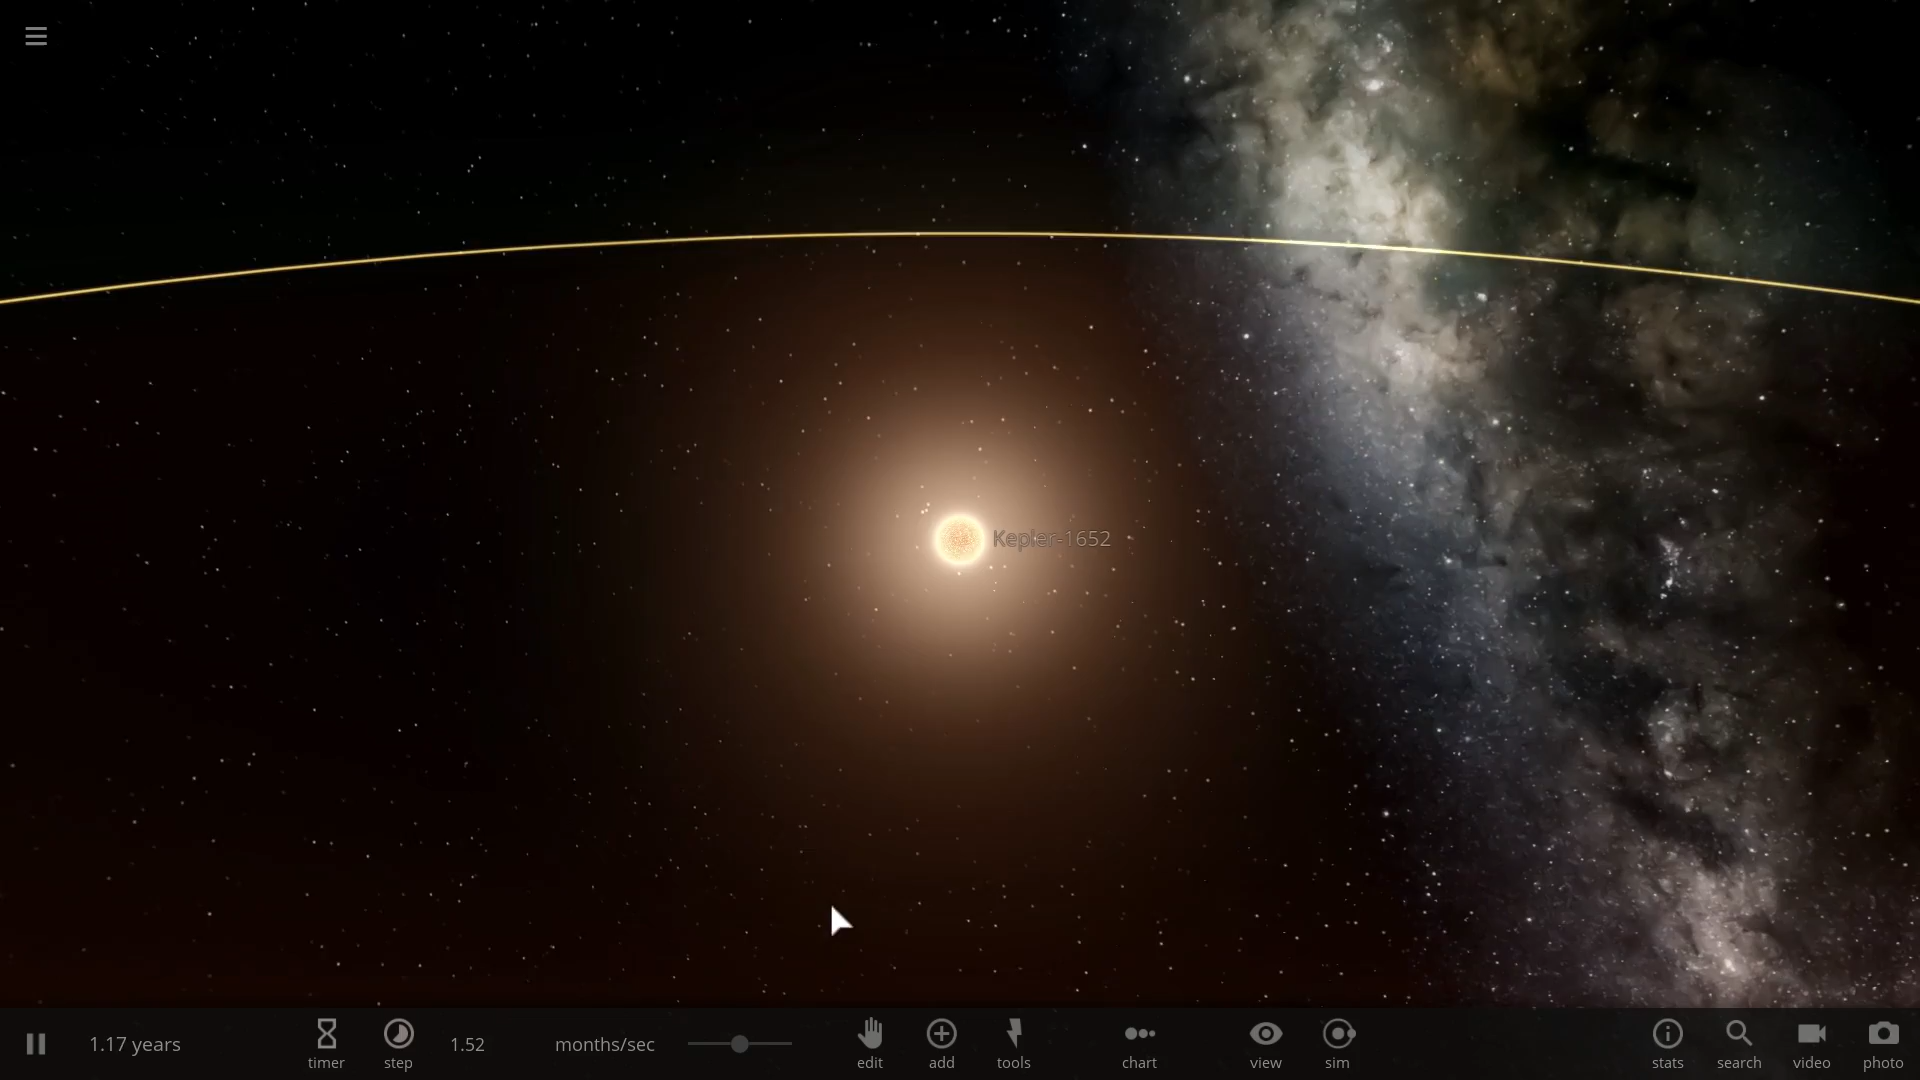 Kepler-1652
1.17 years
timer
step
1.52
months/sec
edit
add
tools
chart
view
sim
stats
search
video
photo